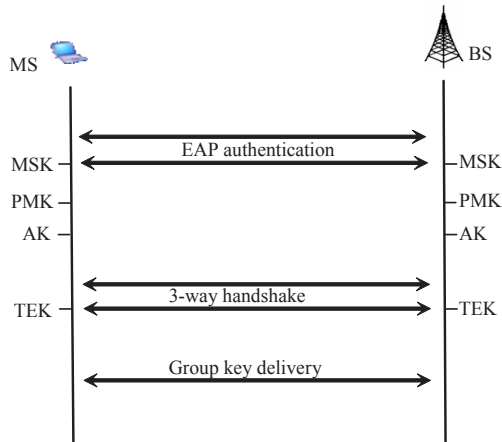 MS
BS
EAP authentication
MSK
MSK
PMK
PMK
AK
AK
3-way handshake
TEK
TEK
Group key delivery